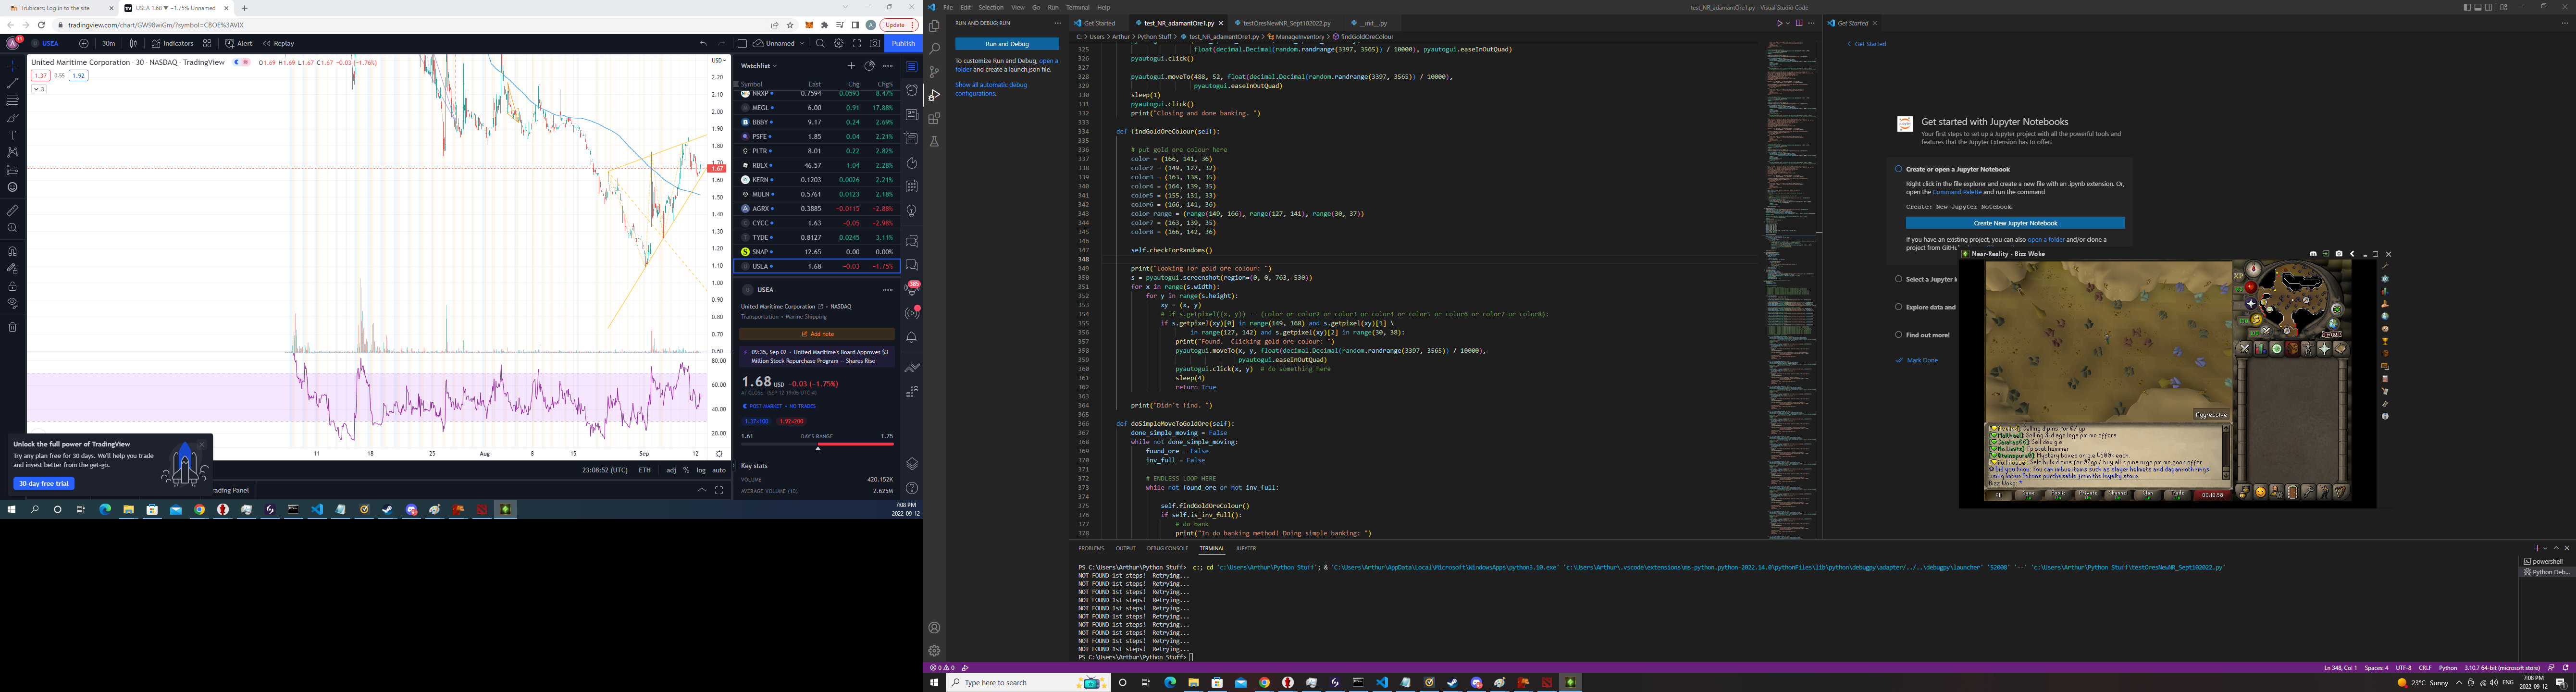 Trubicars: Log in to the site
USEA 1.68 ▼ −1.75% Unnamed
tradingview.com/chart/GW98wiGm/?symbol=CBOE%3AVIX
Update
USEA
30m
Indicators
Alert
Replay
Unnamed
Publish
United Maritime Corporation · 30 · NASDAQ · TradingView
O1.69 H1.69 L1.67 C1.67 −0.03 (−1.76%)
1.37 0.55 1.92
USD
2.20
2.10
2.00
1.90
1.80
1.70
1.67
1.60
1.50
1.40
1.30
1.20
1.10
1.00
0.90
0.80
0.70
0.60
80.00
60.00
40.00
20.00
11 18 25 Aug 8 15 Sep 12
23:08:52 (UTC) ETH adj % log auto
Unlock the full power of TradingView
Try any plan free for 30 days. We'll help you trade
and invest better from the get-go.
30-day free trial
rading Panel
Watchlist
Symbol Last Chg Chg%
NRXP 0.7594 0.0593 8.47%
MEGL 6.00 0.91 17.88%
BBBY 9.17 0.24 2.69%
PSFE 1.85 0.04 2.21%
PLTR 8.01 0.22 2.82%
RBLX 46.57 1.04 2.28%
KERN 0.1203 0.0026 2.21%
MULN 0.5761 0.0123 2.18%
AGRX 0.3885 −0.0115 −2.88%
CYCC 1.63 −0.05 −2.98%
TYDE 0.8127 0.0245 3.11%
SNAP 12.65 0.00 0.00%
USEA 1.68 −0.03 −1.75%
USEA
United Maritime Corporation • NASDAQ
Transportation • Marine Shipping
Add note
09:35, Sep 02 • United Maritime's Board Approves $3
Million Stock Repurchase Program — Shares Rise
1.68 USD −0.03 (−1.75%)
AT CLOSE (SEP 12 19:05 UTC-4)
POST MARKET • NO TRADES
1.37×100 1.92×200
1.61 DAY'S RANGE 1.75
Key stats
VOLUME 420.152K
AVERAGE VOLUME (10) 2.625M
7:08 PM
2022-09-12
File Edit Selection View Go Run Terminal Help
test_NR_adamantOre1.py - Visual Studio Code
RUN AND DEBUG: RUN
Run and Debug
To customize Run and Debug, open a
folder and create a launch.json file.
Show all automatic debug
configurations.
Get Started
test_NR_adamantOre1.py
testOresNewNR_Sept102022.py
__init__.py
C: > Users > Arthur > Python Stuff > test_NR_adamantOre1.py > ManageInventory > findGoldOreColour
325 float(decimal.Decimal(random.randrange(3397, 3565)) / 10000), pyautogui.easeInOutQuad)
326 pyautogui.click()
327
328 pyautogui.moveTo(488, 52, float(decimal.Decimal(random.randrange(3397, 3565)) / 10000),
329 pyautogui.easeInOutQuad)
330 sleep(1)
331 pyautogui.click()
332 print("Closing and done banking. ")
333
334 def findGoldOreColour(self):
335
336 # put gold ore colour here
337 color = (166, 141, 36)
338 color2 = (149, 127, 32)
339 color3 = (163, 138, 35)
340 color4 = (164, 139, 35)
341 color5 = (155, 131, 33)
342 color6 = (166, 141, 36)
343 color_range = (range(149, 166), range(127, 141), range(30, 37))
344 color7 = (163, 139, 35)
345 color8 = (166, 142, 36)
346
347 self.checkForRandoms()
348
349 print("Looking for gold ore colour: ")
350 s = pyautogui.screenshot(region=(0, 0, 763, 530))
351 for x in range(s.width):
352 for y in range(s.height):
353 xy = (x, y)
354 # if s.getpixel((x, y)) == (color or color2 or color3 or color4 or color5 or color6 or color7 or color8):
355 if s.getpixel(xy)[0] in range(149, 168) and s.getpixel(xy)[1] \
356 in range(127, 142) and s.getpixel(xy)[2] in range(30, 38):
357 print("Found. Clicking gold ore colour: ")
358 pyautogui.moveTo(x, y, float(decimal.Decimal(random.randrange(3397, 3565)) / 10000),
359 pyautogui.easeInOutQuad)
360 pyautogui.click(x, y) # do something here
361 sleep(4)
362 return True
363
364 print("Didn't find. ")
365
366 def doSimpleMoveToGoldOre(self):
367 done_simple_moving = False
368 while not done_simple_moving:
369 found_ore = False
370 inv_full = False
371
372 # ENDLESS LOOP HERE
373 while not found_ore or not inv_full:
374
375 self.findGoldOreColour()
376 if self.is_inv_full():
377 # do bank
378 print("In do banking method! Doing simple banking: ")
PROBLEMS OUTPUT DEBUG CONSOLE TERMINAL JUPYTER
PS C:\Users\Arthur\Python Stuff> c:; cd 'c:\Users\Arthur\Python Stuff'; & 'C:\Users\Arthur\AppData\Local\Microsoft\WindowsApps\python3.10.exe' 'c:\Users\Arthur\.vscode\extensions\ms-python.python-2022.14.0\pythonFiles\lib\python\debugpy\adapter/../..\debugpy\launcher' '52008' '--' 'c:\Users\Arthur\Python Stuff\testOresNewNR_Sept102022.py'
NOT FOUND 1st steps! Retrying...
NOT FOUND 1st steps! Retrying...
NOT FOUND 1st steps! Retrying...
NOT FOUND 1st steps! Retrying...
NOT FOUND 1st steps! Retrying...
NOT FOUND 1st steps! Retrying...
NOT FOUND 1st steps! Retrying...
NOT FOUND 1st steps! Retrying...
NOT FOUND 1st steps! Retrying...
NOT FOUND 1st steps! Retrying...
PS C:\Users\Arthur\Python Stuff>
powershell
Python Deb...
Get Started
Get Started
Get started with Jupyter Notebooks
Your first steps to set up a Jupyter project with all the powerful tools and
features that the Jupyter Extension has to offer!
Create or open a Jupyter Notebook
Right click in the file explorer and create a new file with an .ipynb extension. Or,
open the Command Palette and run the command
Create: New Jupyter Notebook.
Create New Jupyter Notebook
If you have an existing project, you can also open a folder and/or clone a
project from GitH
Select a Jupyter k
Explore data and
Find out more!
Mark Done
Near-Reality - Bizz Woke
Aggressive
Selling d pins for 07 gp
Selling 3rd age legs pm me offers
Sell dex g.e
fp stat hammer
Mystery boxes on g.e 4500k each.
Sale bulk d pins for 07gp / buy all d pins nrgp pm me good offer
Did you know: You can imbue items such as slayer helmets and dagannoth rings
using imbue totans purchasable from the loyalty store.
Bizz Woke: *
All Game Public Private Channel Clan Trade
Ln 348, Col 1 Spaces: 4 UTF-8 CRLF Python 3.10.7 64-bit (microsoft store)
Type here to search
23°C Sunny ENG
7:08 PM
2022-09-12